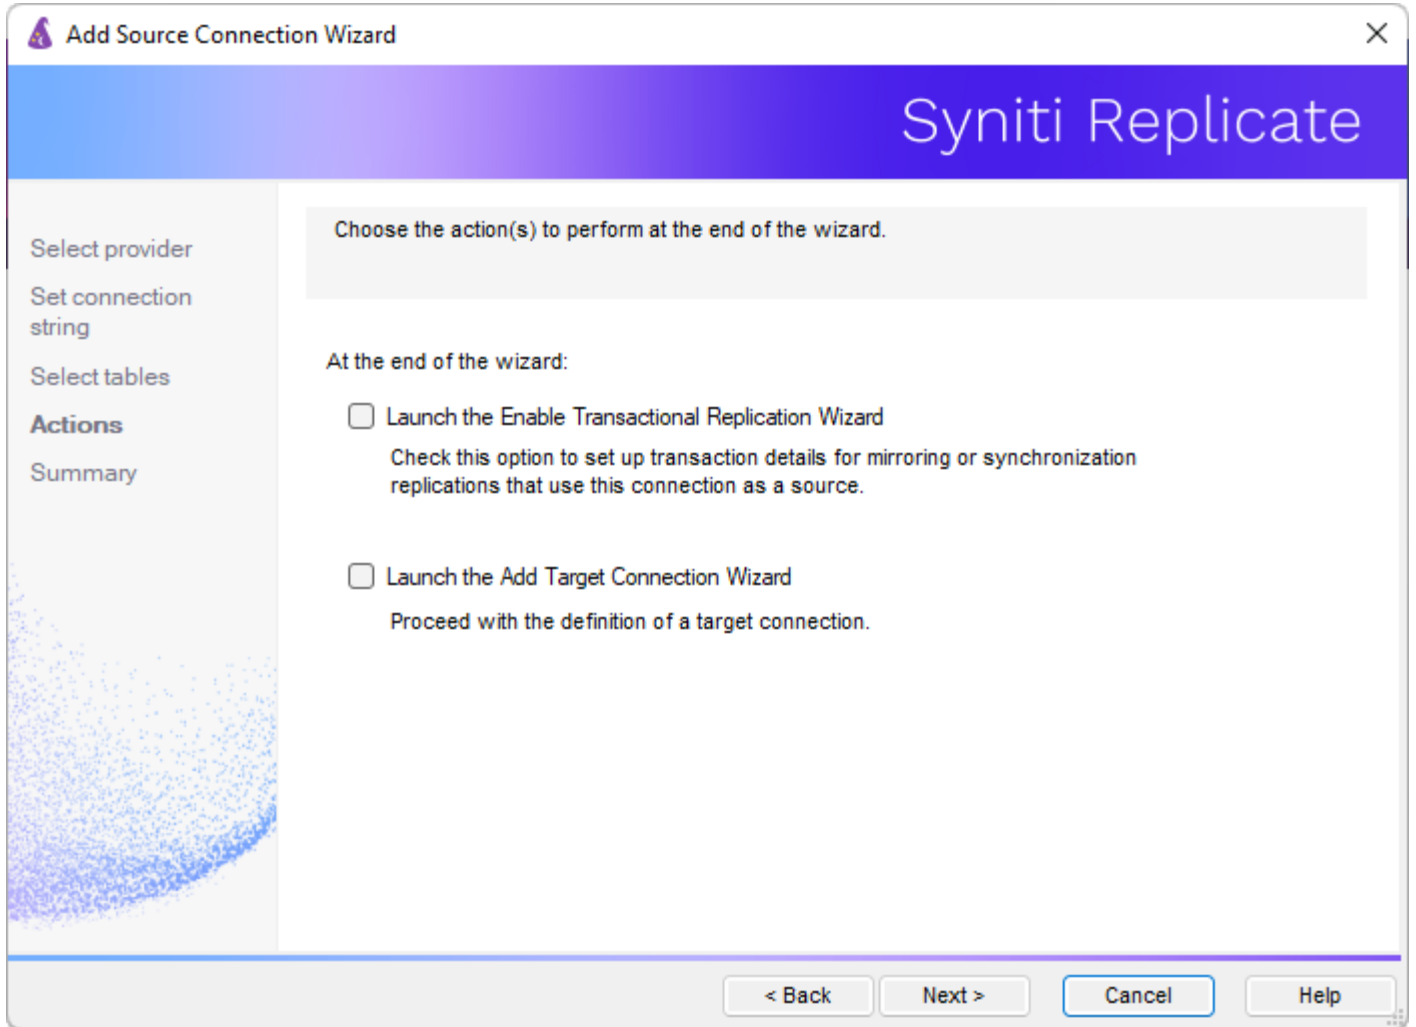 Add Source Connection Wizard
Syniti Replicate
Select provider
Set connection
string
Select tables
Actions
Summary
Choose the action(s) to perform at the end of the wizard.
At the end of the wizard:
Launch the Enable Transactional Replication Wizard
Check this option to set up transaction details for mirroring or synchronization
replications that use this connection as a source.
Launch the Add Target Connection Wizard
Proceed with the definition of a target connection.
< Back
Next >
Cancel
Help